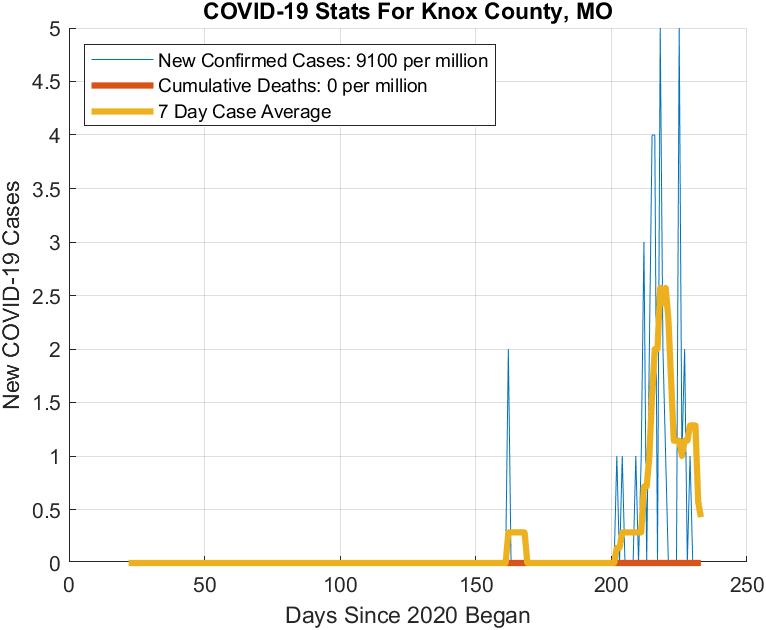 COVID-19 Stats For Knox County, MO
New Confirmed Cases: 9100 per million
Cumulative Deaths: 0 per million
7 Day Case Average
New COVID-19 Cases
5
4.5
4
3.5
3
2.5
2
1.5
1
0.5
0
0 50 100 150 200 250
Days Since 2020 Began